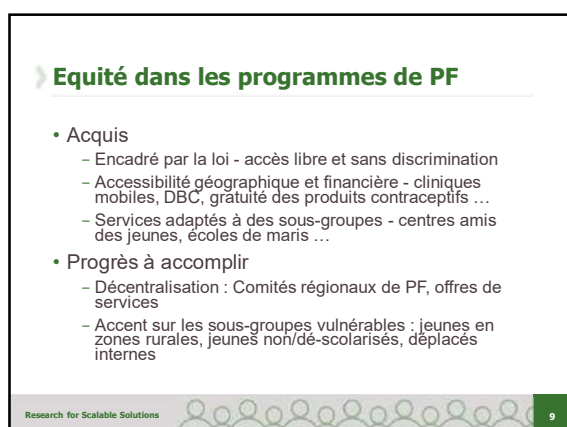 Equité dans les programmes de PF
• Acquis
– Encadré par la loi - accès libre et sans discrimination
– Accessibilité géographique et financière - cliniques
mobiles, DBC, gratuité des produits contraceptifs …
– Services adaptés à des sous-groupes - centres amis
des jeunes, écoles de maris …
• Progrès à accomplir
– Décentralisation : Comités régionaux de PF, offres de
services
– Accent sur les sous-groupes vulnérables : jeunes en
zones rurales, jeunes non/dé-scolarisés, déplacés
internes
Research for Scalable Solutions
9